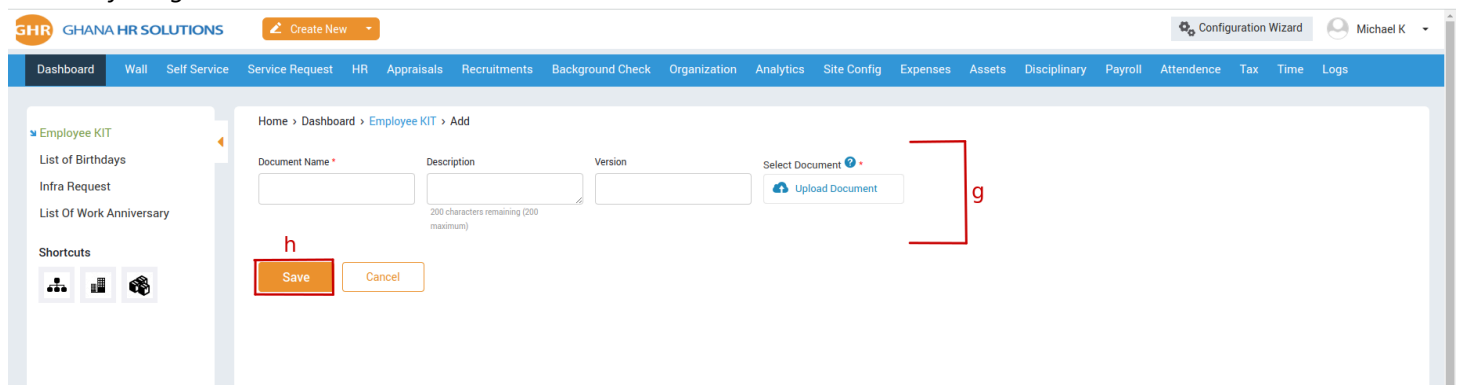 GHR GHANA HR SOLUTIONS Create New Configuration Wizard Michael K
Dashboard Wall Self Service Service Request HR Appraisals Recruitments Background Check Organization Analytics Site Config Expenses Assets Disciplinary Payroll Attendence Tax Time Logs
Home › Dashboard › Employee KIT › Add
Employee KIT
List of Birthdays
Infra Request
List Of Work Anniversary
Shortcuts
Document Name * Description Version Select Document ? *
Upload Document
200 characters remaining (200
maximum)
g
h
Save Cancel